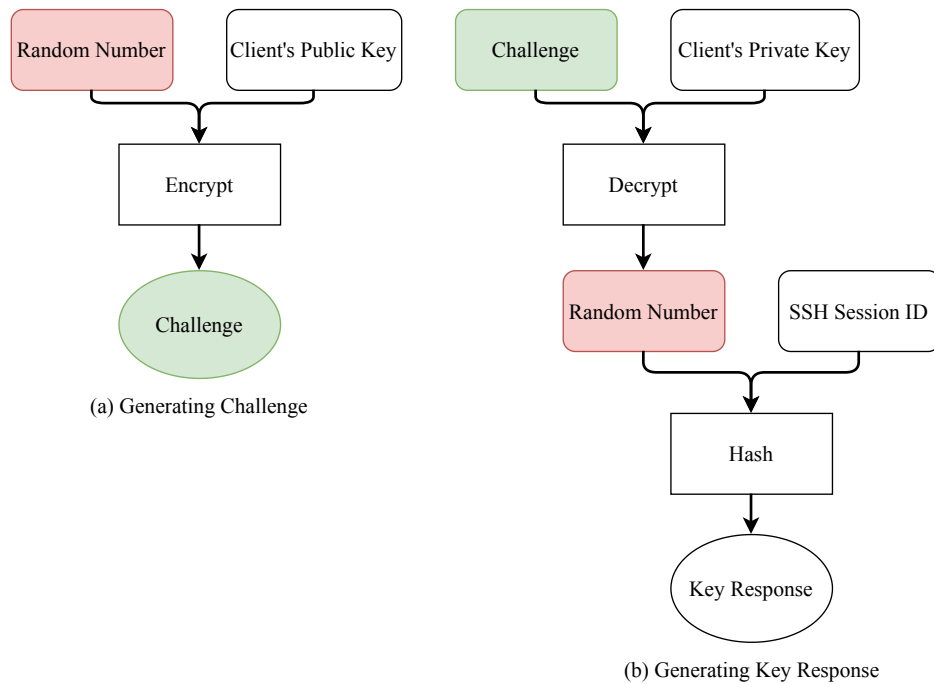 Random Number
Client's Public Key
Encrypt
Challenge
(a) Generating Challenge
Challenge
Client's Private Key
Decrypt
Random Number
SSH Session ID
Hash
Key Response
(b) Generating Key Response